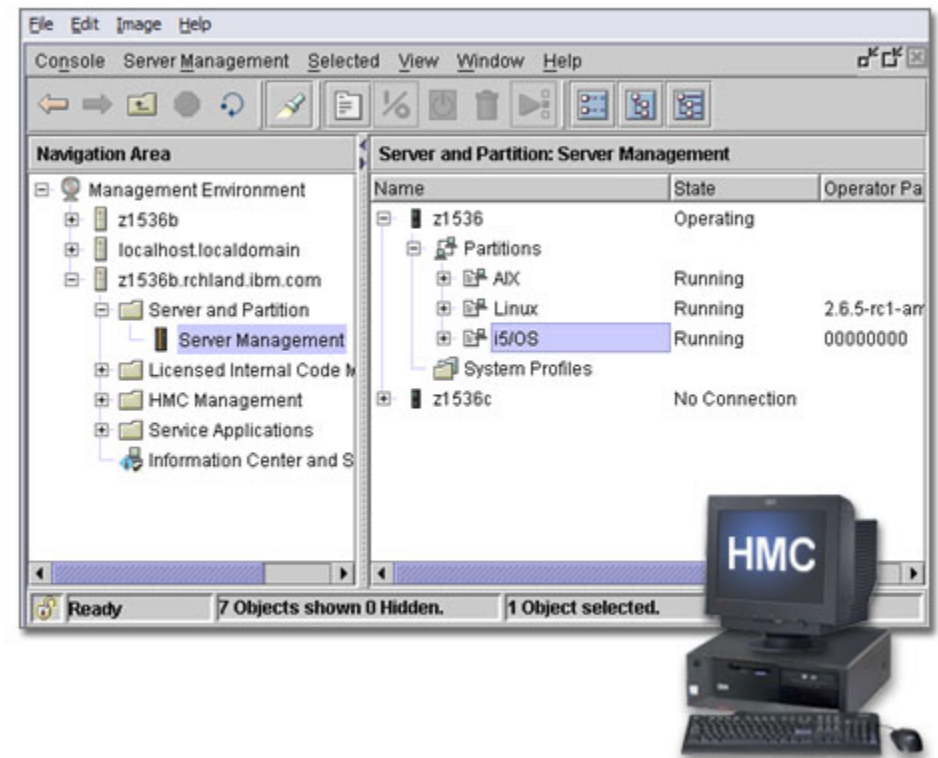 File Edit Image Help
Console Server Management Selected View Window Help
Navigation Area
Management Environment
z1536b
localhost.localdomain
z1536b.rchland.ibm.com
Server and Partition
Server Management
Licensed Internal Code M
HMC Management
Service Applications
Information Center and S
Server and Partition: Server Management
Name State Operator Pa
z1536 Operating
Partitions
AIX Running
Linux Running 2.6.5-rc1-am
i5/OS Running 00000000
System Profiles
z1536c No Connection
Ready 7 Objects shown 0 Hidden. 1 Object selected.
HMC